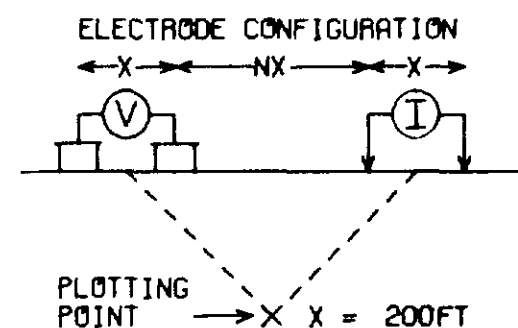 ELECTRODE CONFIGURATION
X NX X
V I
PLOTTING
POINT X X = 200FT